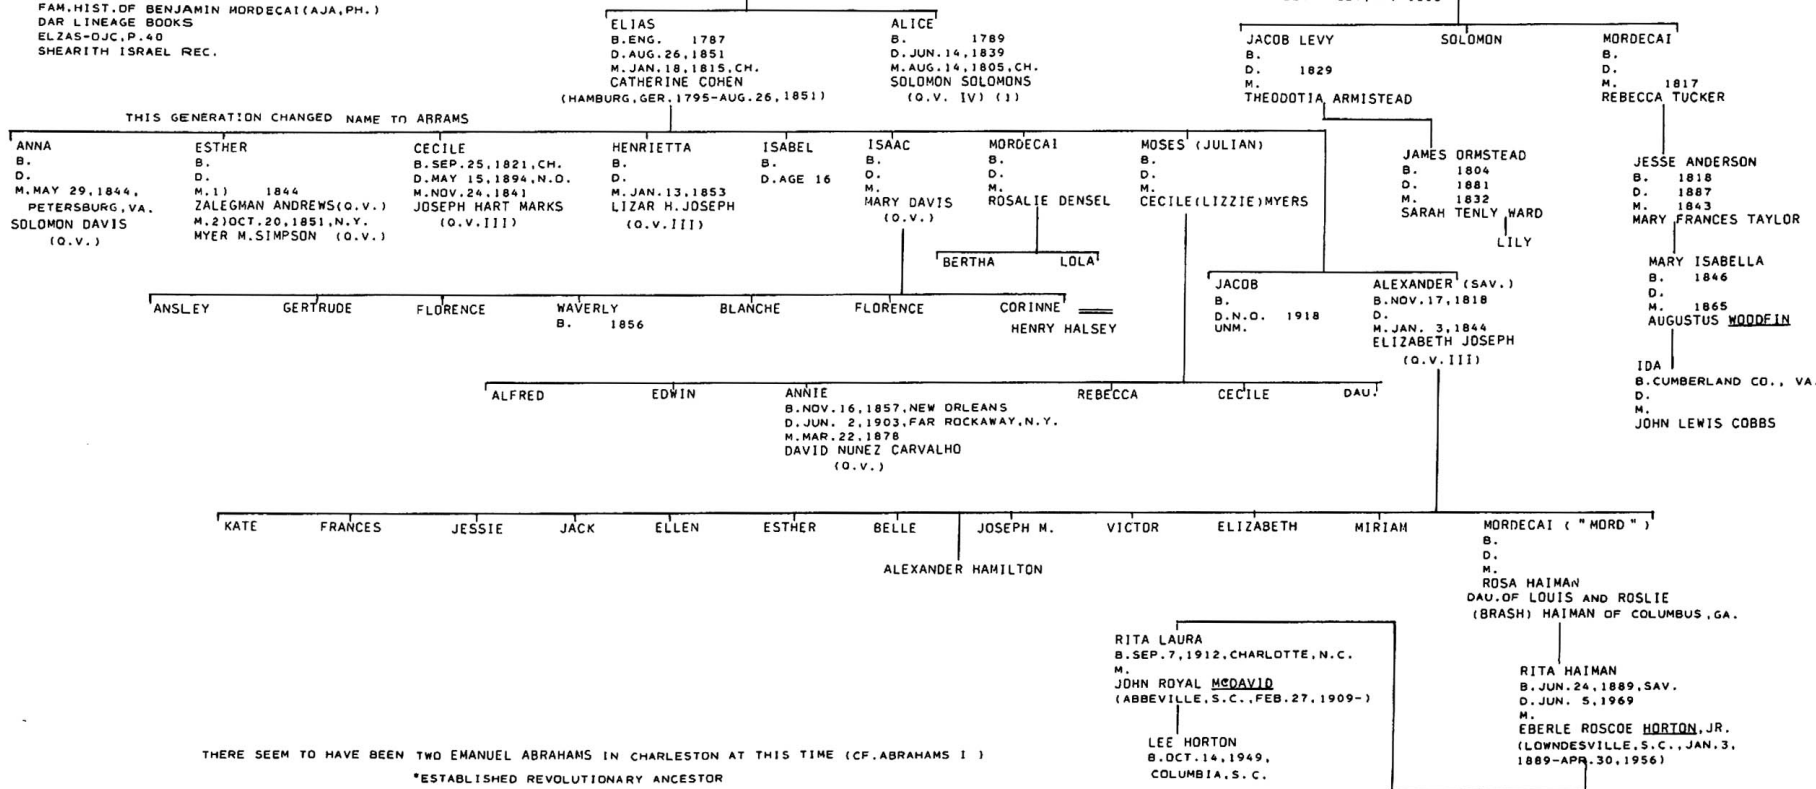 FAM.HIST.OF BENJAMIN MORDECAI(AJA,PH.)
DAR LINEAGE BOOKS
ELZAS-OJC,P.40
SHEARITH ISRAEL REC.
ELIAS
B.ENG. 1787
D.AUG.26,1851
M.JAN.18,1815,CH.
CATHERINE COHEN
(HAMBURG,GER.1795-AUG.26,1851)
ALICE
B. 1789
D.JUN.14,1839
M.AUG.14,1805,CH.
SOLOMON SOLOMONS
(Q.V. IV) (1)
JACOB LEVY
B.
D. 1829
M.
THEODOTIA ARMISTEAD
SOLOMON
MORDECAI
B.
D.
M. 1817
REBECCA TUCKER
THIS GENERATION CHANGED NAME TO ABRAMS
ANNA
B.
D.
M.MAY 29,1844,
PETERSBURG,VA.
SOLOMON DAVIS
(Q.V.)
ESTHER
B.
D.
M.1) 1844
ZALEGMAN ANDREWS(Q.V.)
M.2)OCT.20,1851,N.Y.
MYER M.SIMPSON (Q.V.)
CECILE
B.SEP.25,1821,CH.
D.MAY 15,1894,N.O.
M.NOV.24,1841
JOSEPH HART MARKS
(Q.V.III)
HENRIETTA
B.
D.
M.JAN.13,1853
LIZAR H.JOSEPH
(Q.V.III)
ISABEL
B.
D.AGE 16
ISAAC
B.
D.
M.
MARY DAVIS
(Q.V.)
MORDECAI
B.
D.
M.
ROSALIE DENSEL
MOSES (JULIAN)
B.
D.
M.
CECILE(LIZZIE)MYERS
JAMES ORMSTEAD
B. 1804
D. 1881
M. 1832
SARAH TENLY WARD
LILY
JESSE ANDERSON
B. 1818
D. 1887
M. 1843
MARY FRANCES TAYLOR
BERTHA LOLA
MARY ISABELLA
B. 1846
D.
M. 1865
AUGUSTUS WOODFIN
JACOB
B.
D.N.O. 1918
UNM.
ALEXANDER (SAV.)
B.NOV.17,1818
D.
M.JAN. 3,1844
ELIZABETH JOSEPH
(Q.V.III)
ANSLEY GERTRUDE FLORENCE WAVERLY BLANCHE FLORENCE CORINNE
B. 1856
HENRY HALSEY
IDA
B.CUMBERLAND CO., VA.
D.
M.
JOHN LEWIS COBBS
ALFRED EDWIN ANNIE REBECCA CECILE DAU.
B.NOV.16,1857,NEW ORLEANS
D.JUN. 2,1903,FAR ROCKAWAY,N.Y.
M.MAR.22,1878
DAVID NUNEZ CARVALHO
(Q.V.)
KATE FRANCES JESSIE JACK ELLEN ESTHER BELLE JOSEPH M. VICTOR ELIZABETH MIRIAM MORDECAI ("MORD")
B.
D.
M.
ROSA HAIMAN
DAU.OF LOUIS AND ROSLIE
(BRASH) HAIMAN OF COLUMBUS,GA.
ALEXANDER HAMILTON
RITA LAURA
B.SEP.7,1912,CHARLOTTE,N.C.
M.
JOHN ROYAL MCDAVID
(ABBEVILLE,S.C.,FEB.27,1909-)
RITA HAIMAN
B.JUN.24,1889,SAV.
D.JUN. 5,1969
M.
EBERLE ROSCOE HORTON,JR.
(LOWNDESVILLE,S.C.,JAN.3,
1889-APR.30,1956)
LEE HORTON
B.OCT.14,1949,
COLUMBIA,S.C.
THERE SEEM TO HAVE BEEN TWO EMANUEL ABRAHAMS IN CHARLESTON AT THIS TIME (CF.ABRAHAMS I )
*ESTABLISHED REVOLUTIONARY ANCESTOR